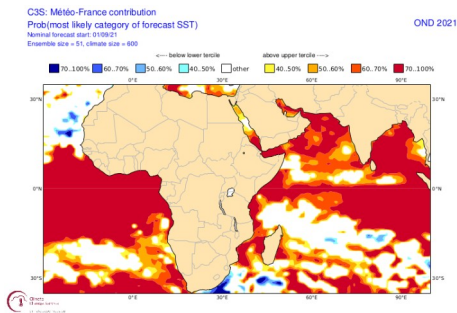 C3S: Météo-France contribution
Prob(most likely category of forecast SST)
OND 2021
Nominal forecast start: 01/09/21
Ensemble size = 51, climate size = 600
<---- below lower tercile
above upper tercile ---->
70..100%
60..70%
50..60%
40..50%
other
40..50%
50..60%
60..70%
70..100%
0°E
30°E
60°E
90°E
30°N
30°N
0°N
0°N
30°S
30°S
0°E
30°E
60°E
90°E
Climate